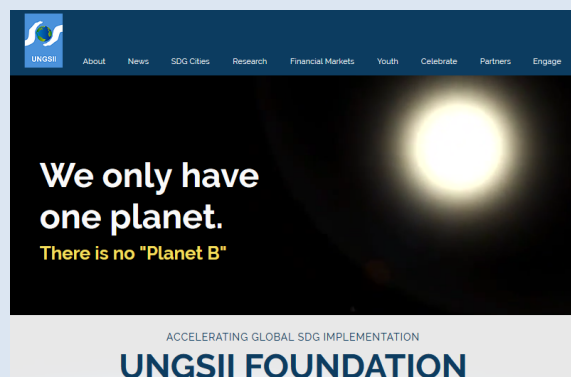 UNGSII
About News SDG Cities Research Financial Markets Youth Celebrate Partners Engage
We only have
one planet.
There is no "Planet B"
ACCELERATING GLOBAL SDG IMPLEMENTATION
UNGSII FOUNDATION